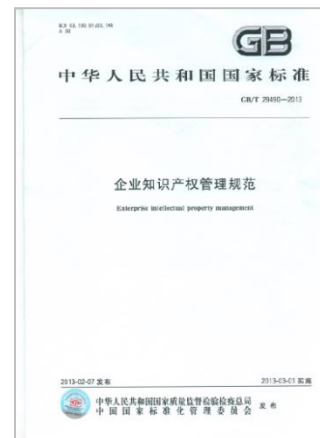 GB
中华人民共和国国家标准
GB/T 29490—2013
企业知识产权管理规范
Enterprise intellectual property management
2013-02-07 发布
2013-03-01 实施
中华人民共和国国家质量监督检验检疫总局
中国国家标准化管理委员会
发布